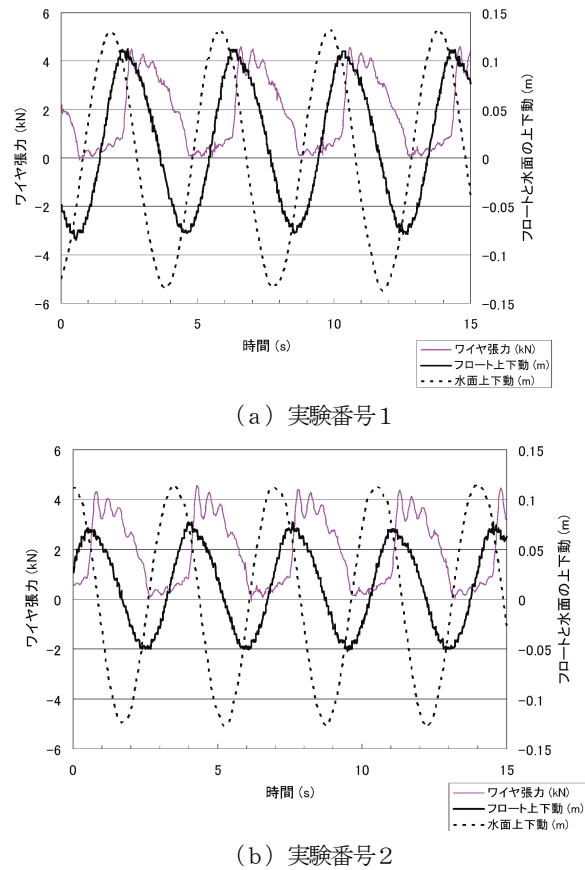 6
4
2
0
-2
-4
-6
ワイヤ張力 (kN)
0.15
0.1
0.05
0
-0.05
-0.1
-0.15
フロートと水面の上下動 (m)
0 5 10 15
時間 (s)
ワイヤ張力 (kN)
フロート上下動 (m)
水面上下動 (m)
(a) 実験番号1
6
4
2
0
-2
-4
-6
ワイヤ張力 (kN)
0.15
0.1
0.05
0
-0.05
-0.1
-0.15
フロートと水面の上下動 (m)
0 5 10 15
時間 (s)
ワイヤ張力 (kN)
フロート上下動 (m)
水面上下動 (m)
(b) 実験番号2